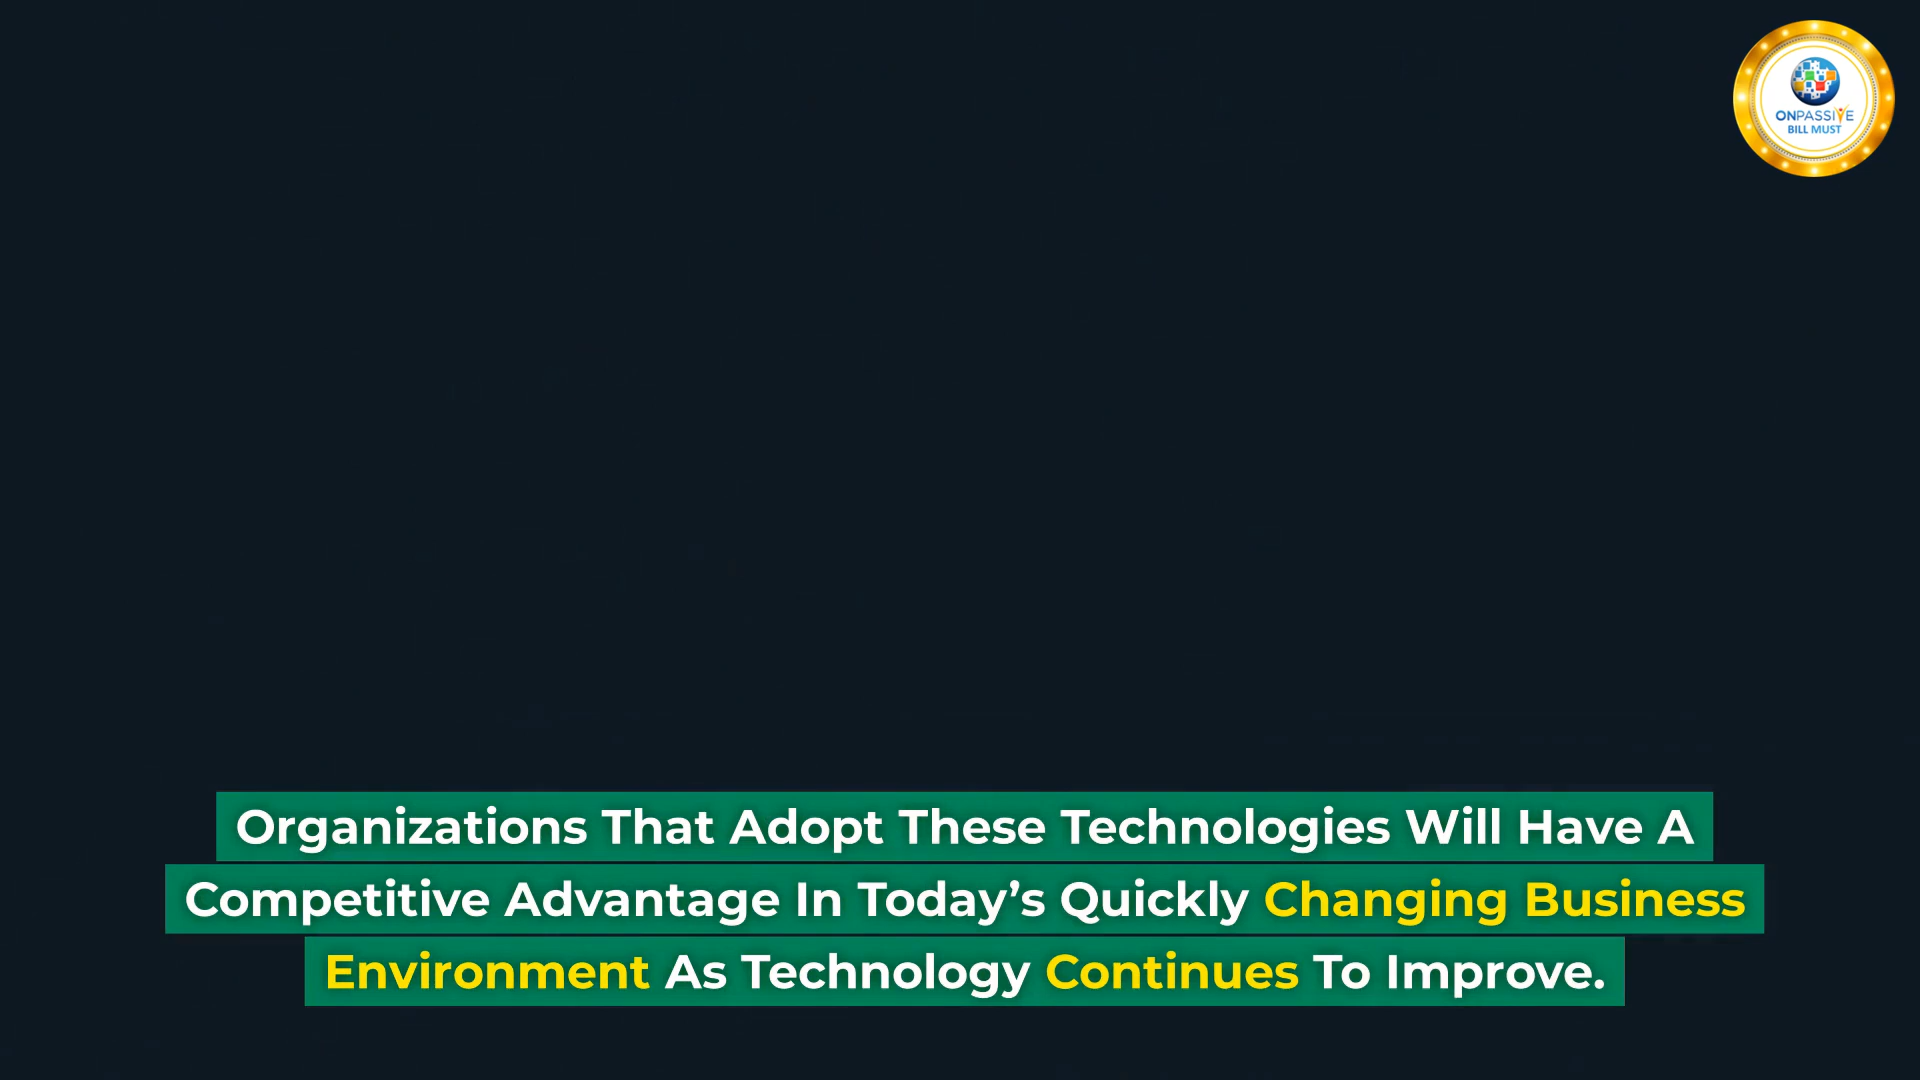 ONPASSIVE
BILL MUST
Organizations That Adopt These Technologies Will Have A
Competitive Advantage In Today’s Quickly Changing Business
Environment As Technology Continues To Improve.